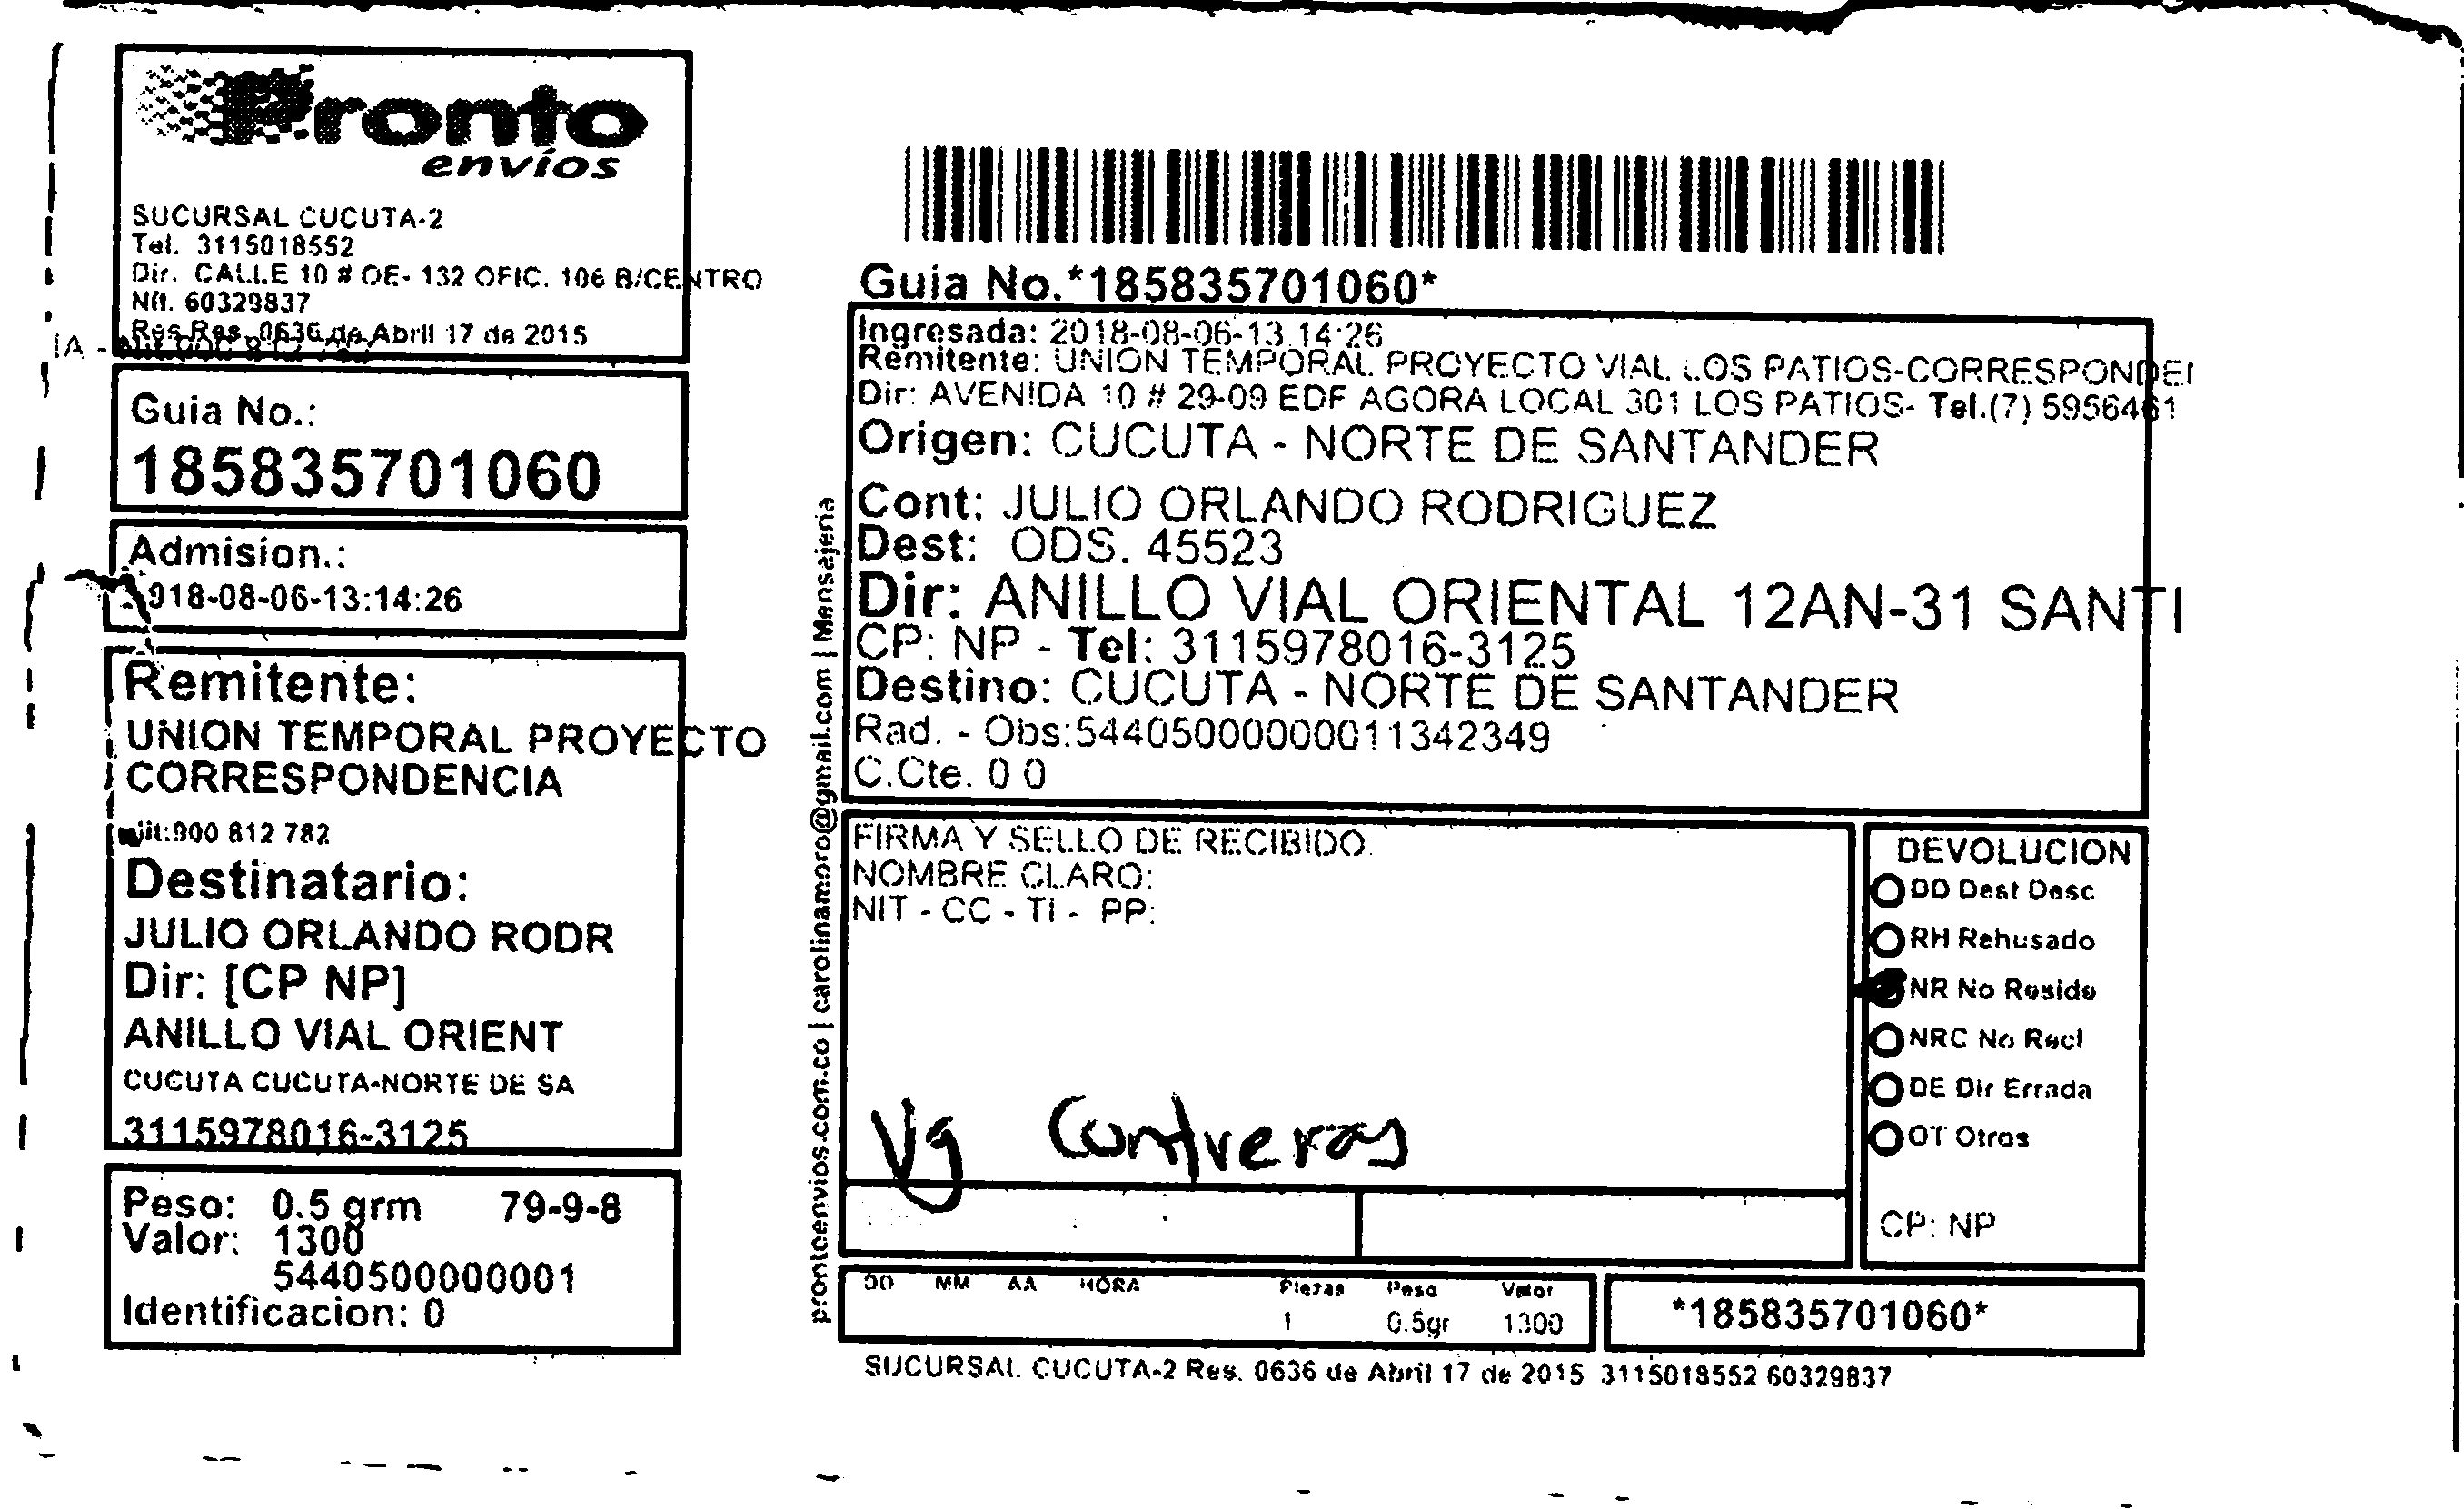 Pronto
envíos
SUCURSAL CUCUTA-2
Tel. 3115018552
Dir. CALLE 10 # OE- 132 OFIC. 106 B/CENTRO
Nit. 60329837
Res Res. 0636 de Abril 17 de 2015
Guia No.:
185835701060
Admision.:
2018-08-06-13:14:26
Remitente:
UNION TEMPORAL PROYECTO
CORRESPONDENCIA
Nit:900 812 782
Destinatario:
JULIO ORLANDO RODR
Dir: [CP NP]
ANILLO VIAL ORIENT
CUCUTA CUCUTA-NORTE DE SA
3115978016-3125
Peso: 0.5 grm 79-9-8
Valor: 1300
5440500000001
Identificacion: 0
prontoenvios.com.co | carolinamoro@gmail.com | Mensajeria
Guia No.*185835701060*
Ingresada: 2018-08-06-13:14:26
Remitente: UNION TEMPORAL PROYECTO VIAL LOS PATIOS-CORRESPONDEI
Dir: AVENIDA 10 # 29-09 EDF AGORA LOCAL 301 LOS PATIOS- Tel.(7) 5956461
Origen: CUCUTA - NORTE DE SANTANDER
Cont: JULIO ORLANDO RODRIGUEZ
Dest: ODS. 45523
Dir: ANILLO VIAL ORIENTAL 12AN-31 SANTI
CP: NP - Tel: 3115978016-3125
Destino: CUCUTA - NORTE DE SANTANDER
Rad. - Obs:544050000000011342349
C.Cte. 0 0
FIRMA Y SELLO DE RECIBIDO:
NOMBRE CLARO:
NIT - CC - TI - PP:
Vg Contreras
DEVOLUCION
DD Dest Desc
RH Rehusado
NR No Reside
NRC No Recl
DE Dir Errada
OT Otros
CP: NP
DD MM AA HORA Piezas Peso Valor
1 0.5gr 1300
*185835701060*
SUCURSAL CUCUTA-2 Res. 0636 de Abril 17 de 2015 3115018552 60329837